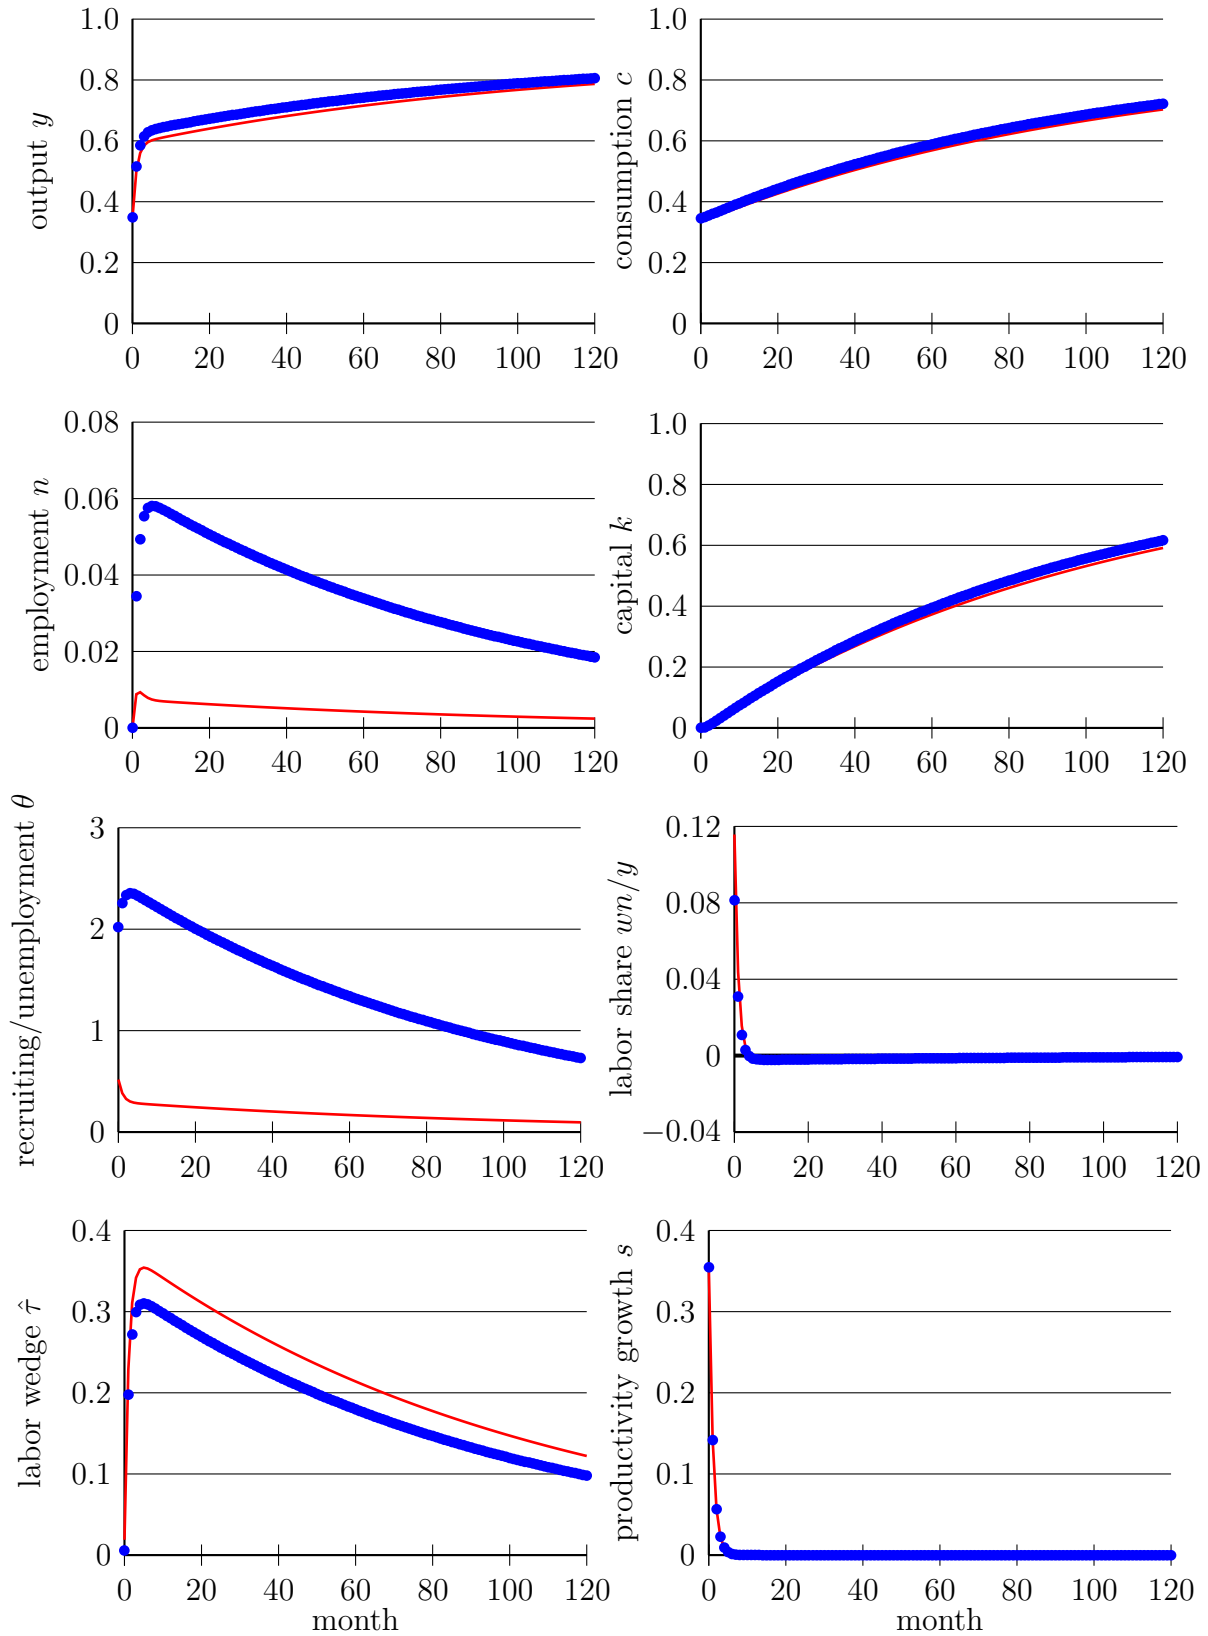 output y
1.0
0.8
0.6
0.4
0.2
0
0 20 40 60 80 100 120
consumption c
1.0
0.8
0.6
0.4
0.2
0
0 20 40 60 80 100 120
employment n
0.08
0.06
0.04
0.02
0
0 20 40 60 80 100 120
capital k
1.0
0.8
0.6
0.4
0.2
0
0 20 40 60 80 100 120
recruiting/unemployment θ
3
2
1
0
0 20 40 60 80 100 120
labor share wn/y
0.12
0.08
0.04
0
−0.04
0 20 40 60 80 100 120
labor wedge τ̂
0.4
0.3
0.2
0.1
0
0 20 40 60 80 100 120
month
productivity growth s
0.4
0.3
0.2
0.1
0
0 20 40 60 80 100 120
month